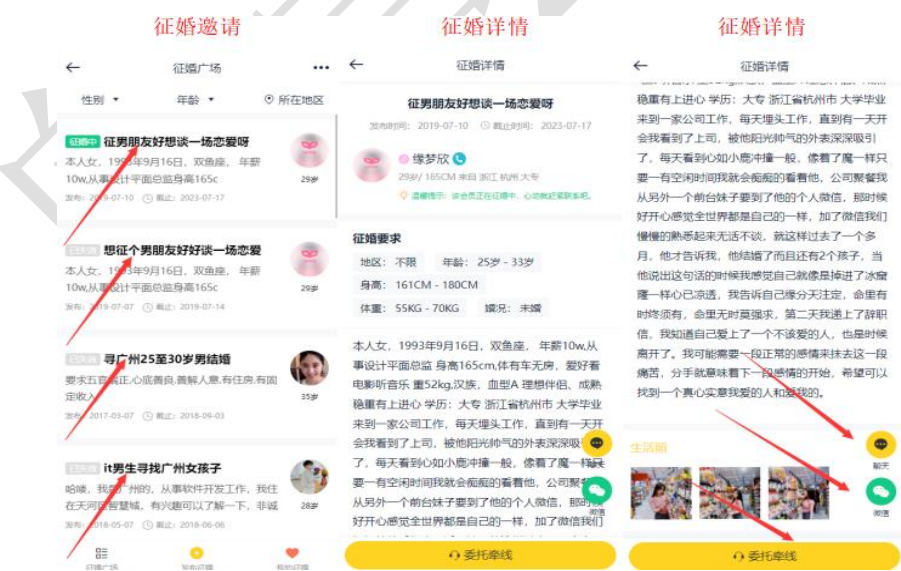 征婚邀请
征婚详情
征婚详情
征婚广场
性别
年龄
所在地区
征婚中 征男朋友好想谈一场恋爱呀
本人女，1993年9月16日，双鱼座， 年薪
10w,从事设计平面总监身高165c
29岁
发布: 2019-07-10 截止: 2023-07-17
已失效 想征个男朋友好好谈一场恋爱
本人女，1993年9月16日，双鱼座， 年薪
10w,从事设计平面总监身高165c
29岁
发布: 2019-07-07 截止: 2019-07-14
已失效 寻广州25至30岁男结婚
要求五官端正,心底善良,善解人意,有住房,有固
定收入
35岁
发布: 2017-03-07 截止: 2018-09-03
已失效 it男生寻找广州女孩子
哈喽，我是广州的，从事软件开发工作，我住
在天河区智慧城，有兴趣可以了解一下，非诚
28岁
发布: 2018-05-07 截止: 2018-06-06
征婚广场
发布征婚
我的征婚
征婚详情
征男朋友好想谈一场恋爱呀
发布时间: 2019-07-10 截止时间: 2023-07-17
缘梦欣
29岁/ 165CM 来自 浙江 杭州 大专
温馨提示: 该会员正在征婚中，心动就赶紧联系吧。
征婚要求
地区: 不限 年龄: 25岁 - 33岁
身高: 161CM - 180CM
体重: 55KG - 70KG 婚况: 未婚
本人女，1993年9月16日，双鱼座， 年薪10w,从
事设计平面总监 身高165cm,体有车无房，爱好看
电影听音乐 重52kg,汉族，血型A 理想伴侣、成熟
稳重有上进心 学历: 大专 浙江省杭州市 大学毕业
来到一家公司工作，每天埋头工作，直到有一天开
会我看到了上司，被他阳光帅气的外表深深吸
了，每天看到心如小鹿冲撞一般，像着了魔一样只
要一有空闲时间我就会痴痴的看着他，公司聚
从另外一个前台妹子要到了他的个人微信，那时
好开心感觉全世界都是自己的一样，加了微信我们
聊天
微信
委托牵线
征婚详情
稳重有上进心 学历: 大专 浙江省杭州市 大学毕业
来到一家公司工作，每天埋头工作，直到有一天开
会我看到了上司，被他阳光帅气的外表深深吸引
了，每天看到心如小鹿冲撞一般，像着了魔一样只
要一有空闲时间我就会痴痴的看着他，公司聚餐我
从另外一个前台妹子要到了他的个人微信，那时候
好开心感觉全世界都是自己的一样，加了微信我们
慢慢的熟悉起来无话不谈，就这样过去了一个多
月，他才告诉我，他结婚了而且还有2个孩子，当
他说出这句话的时候我感觉自己就像是掉进了冰窟
窿一样心已凉透，我告诉自己缘分天注定，命里有
时终须有，命里无时莫强求，第二天我递上了辞职
信，我知道自己爱上了一个不该爱的人，也是时候
离开了。我可能需要一段正常的感情来抹去这一段
痛苦，分手就意味着下一段感情的开始，希望可以
找到一个真心实意我爱的人和爱我的。
生活照
聊天
微信
委托牵线